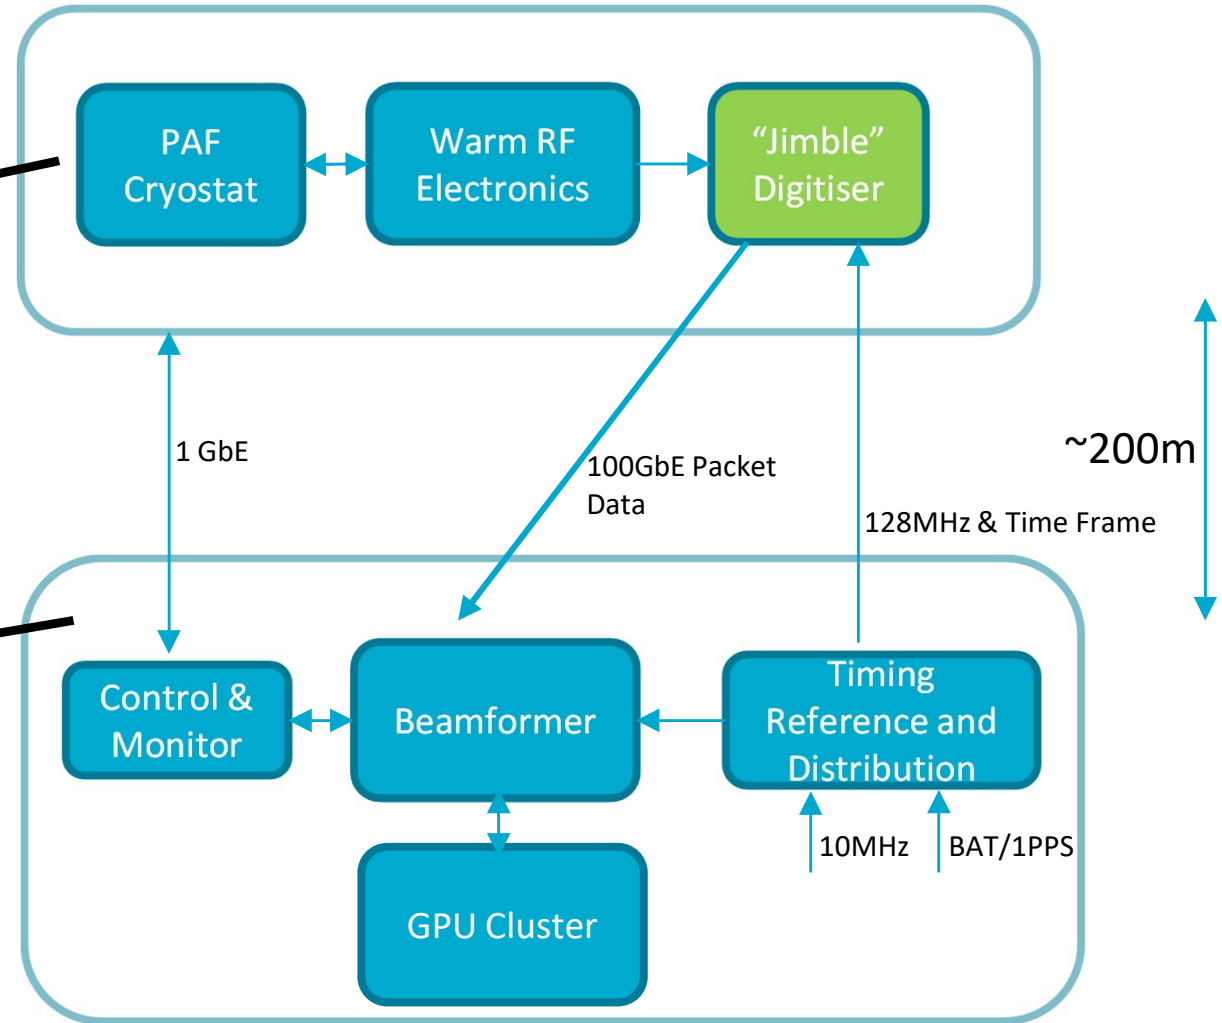 PAF
Cryostat
Warm RF
Electronics
“Jimble”
Digitiser
1 GbE
100GbE Packet
Data
128MHz & Time Frame
~200m
Control &
Monitor
Beamformer
Timing
Reference and
Distribution
10MHz
BAT/1PPS
GPU Cluster